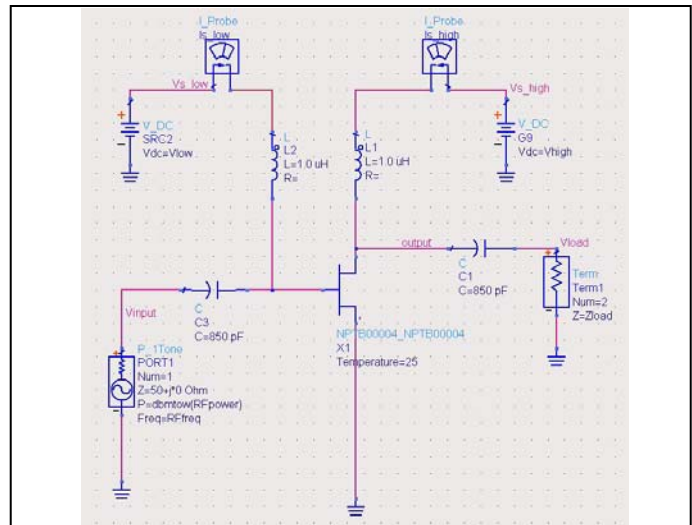 I_Probe
Is_low
I_Probe
Is_high
Vs_low
Vs_high
+
V_DC
SRC2
Vdc=Vlow
-
L
L2
L=1.0 uH
R=
L
L1
L=1.0 uH
R=
+
V_DC
G9
Vdc=Vhigh
-
output
C
C1
C=850 pF
Vload
+
Term
Term1
Num=2
Z=Zload
-
Vinput
C
C3
C=850 pF
NPTB00004_NPTB00004
X1
Temperature=25
+
P_1Tone
PORT1
Num=1
Z=50+j*0 Ohm
P=dbmtow(RFpower)
Freq=RFfreq
-